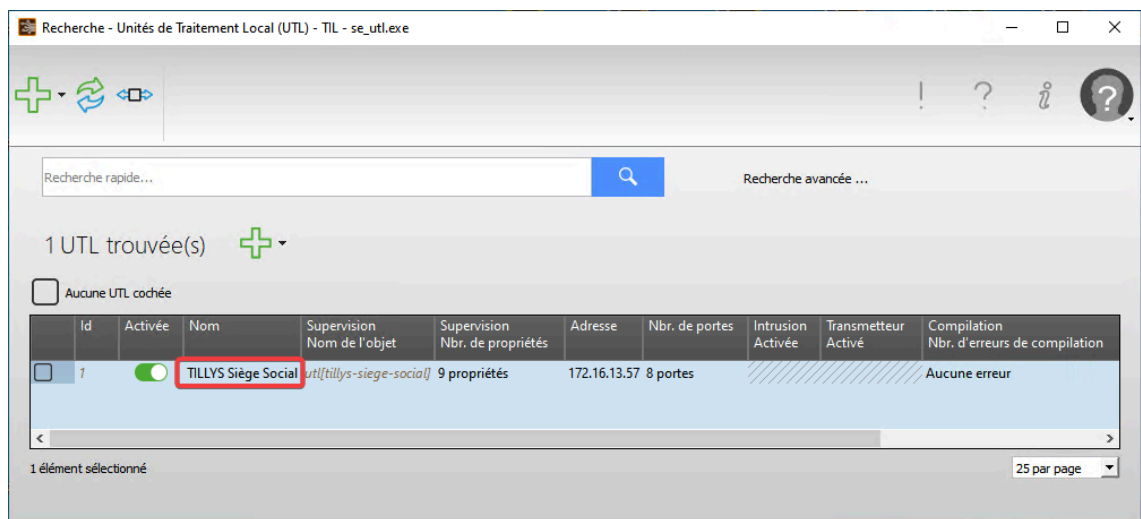 Recherche - Unités de Traitement Local (UTL) - TIL - se_utl.exe
Recherche rapide...
Recherche avancée ...
1 UTL trouvée(s)
Aucune UTL cochée
Id Activée Nom Supervision Nom de l'objet Supervision Nbr. de propriétés Adresse Nbr. de portes Intrusion Activée Transmetteur Activé Compilation Nbr. d'erreurs de compilation
1 TILLYS Siège Social utl[tillys-siege-social] 9 propriétés 172.16.13.57 8 portes Aucune erreur
1 élément sélectionné
25 par page